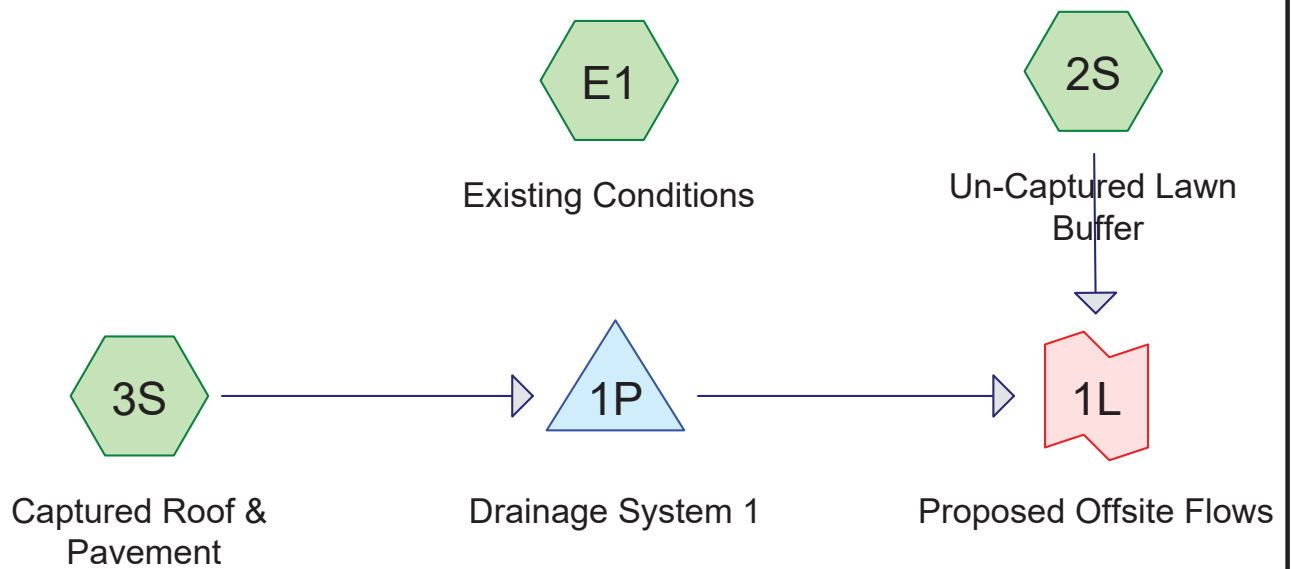 E1
Existing Conditions
2S
Un-Captured Lawn
Buffer
3S
Captured Roof &
Pavement
1P
Drainage System 1
1L
Proposed Offsite Flows